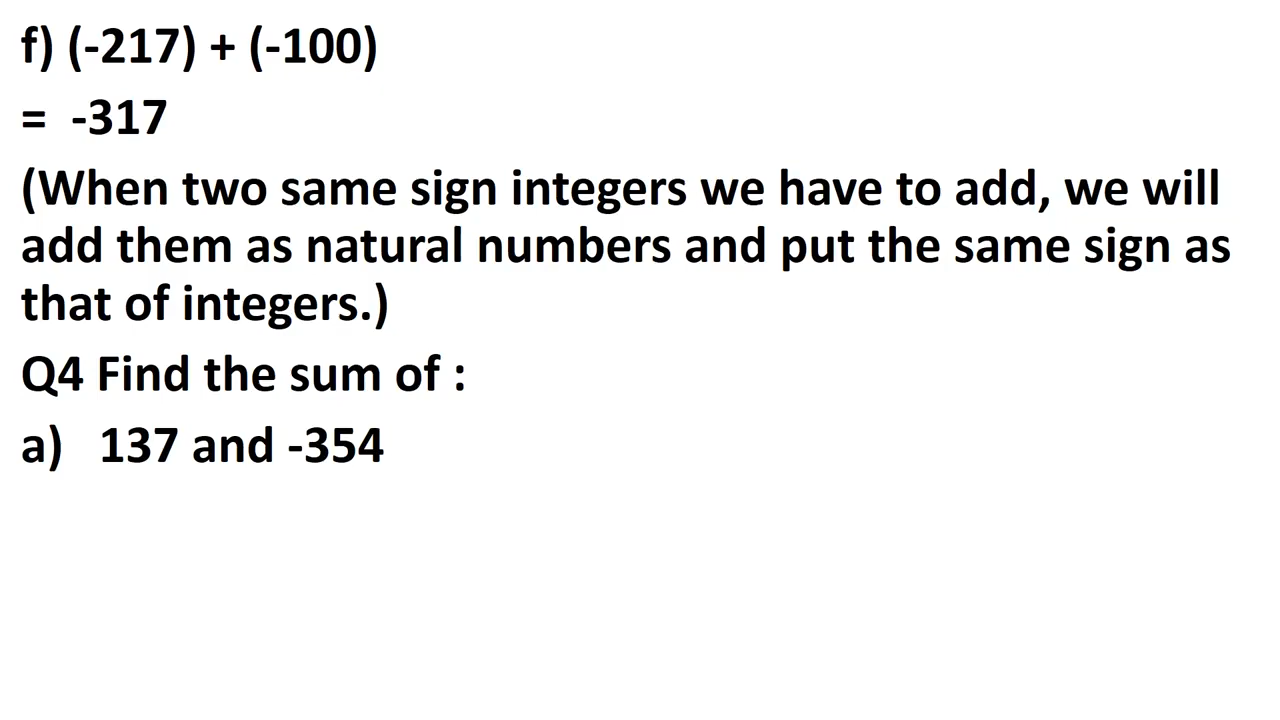 f) (-217) + (-100)
=  -317
(When two same sign integers we have to add, we will
add them as natural numbers and put the same sign as
that of integers.)
Q4 Find the sum of :
a)   137 and -354